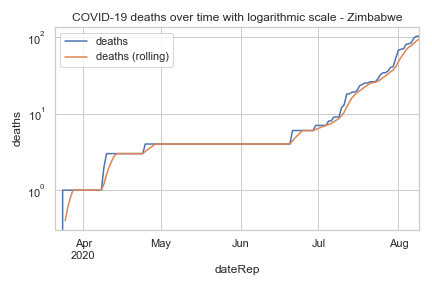 COVID-19 deaths over time with logarithmic scale - Zimbabwe
deaths
deaths (rolling)
10²
10¹
10⁰
deaths
Apr
2020
May
Jun
Jul
Aug
dateRep